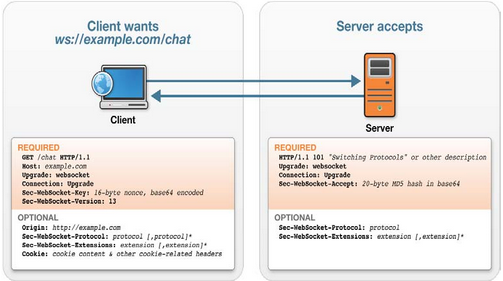 Client wants
ws://example.com/chat
Client
REQUIRED
GET /chat HTTP/1.1
Host: example.com
Upgrade: websocket
Connection: Upgrade
Sec-WebSocket-Key: 16-byte nonce, base64 encoded
Sec-WebSocket-Version: 13
OPTIONAL
Origin: http://example.com
Sec-WebSocket-Protocol: protocol [,protocol]*
Sec-WebSocket-Extensions: extension [,extension]*
Cookie: cookie content & other cookie-related headers
Server accepts
Server
REQUIRED
HTTP/1.1 101 "Switching Protocols" or other description
Upgrade: websocket
Connection: Upgrade
Sec-WebSocket-Accept: 20-byte MD5 hash in base64
OPTIONAL
Sec-WebSocket-Protocol: protocol
Sec-WebSocket-Extensions: extension [,extension]*